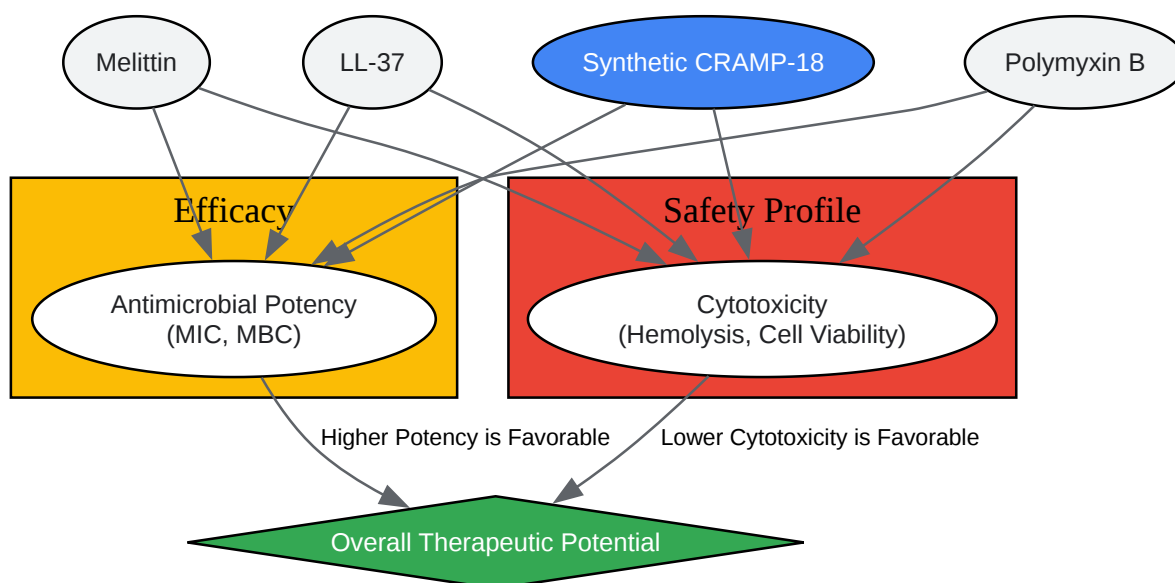 Melittin
LL-37
Synthetic CRAMP-18
Polymyxin B
Efficacy
Safety Profile
Antimicrobial Potency
(MIC, MBC)
Cytotoxicity
(Hemolysis, Cell Viability)
Higher Potency is Favorable
Lower Cytotoxicity is Favorable
Overall Therapeutic Potential